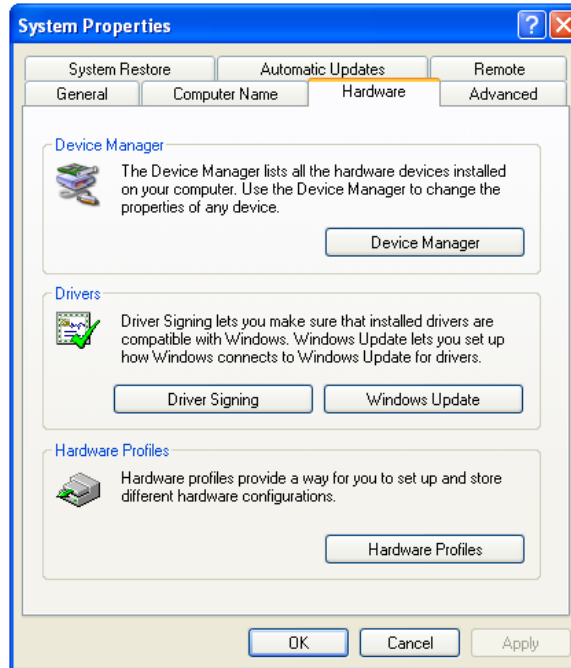 System Properties
System Restore
Automatic Updates
Remote
General
Computer Name
Hardware
Advanced
Device Manager
The Device Manager lists all the hardware devices installed
on your computer. Use the Device Manager to change the
properties of any device.
Device Manager
Drivers
Driver Signing lets you make sure that installed drivers are
compatible with Windows. Windows Update lets you set up
how Windows connects to Windows Update for drivers.
Driver Signing
Windows Update
Hardware Profiles
Hardware profiles provide a way for you to set up and store
different hardware configurations.
Hardware Profiles
OK
Cancel
Apply